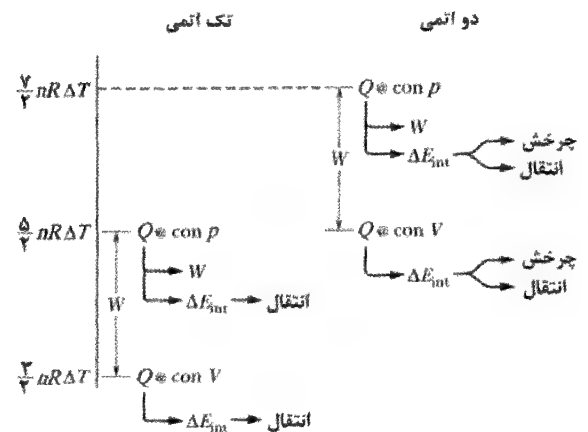 تک اتمی
دو اتمی
۷/۲ nRΔT
Q@con p
W
ΔE_int
چرخش
انتقال
W
۵/۲ nRΔT
Q@con p
Q@con V
W
ΔE_int
انتقال
ΔE_int
چرخش
انتقال
W
۳/۲ nRΔT
Q@con V
ΔE_int
انتقال